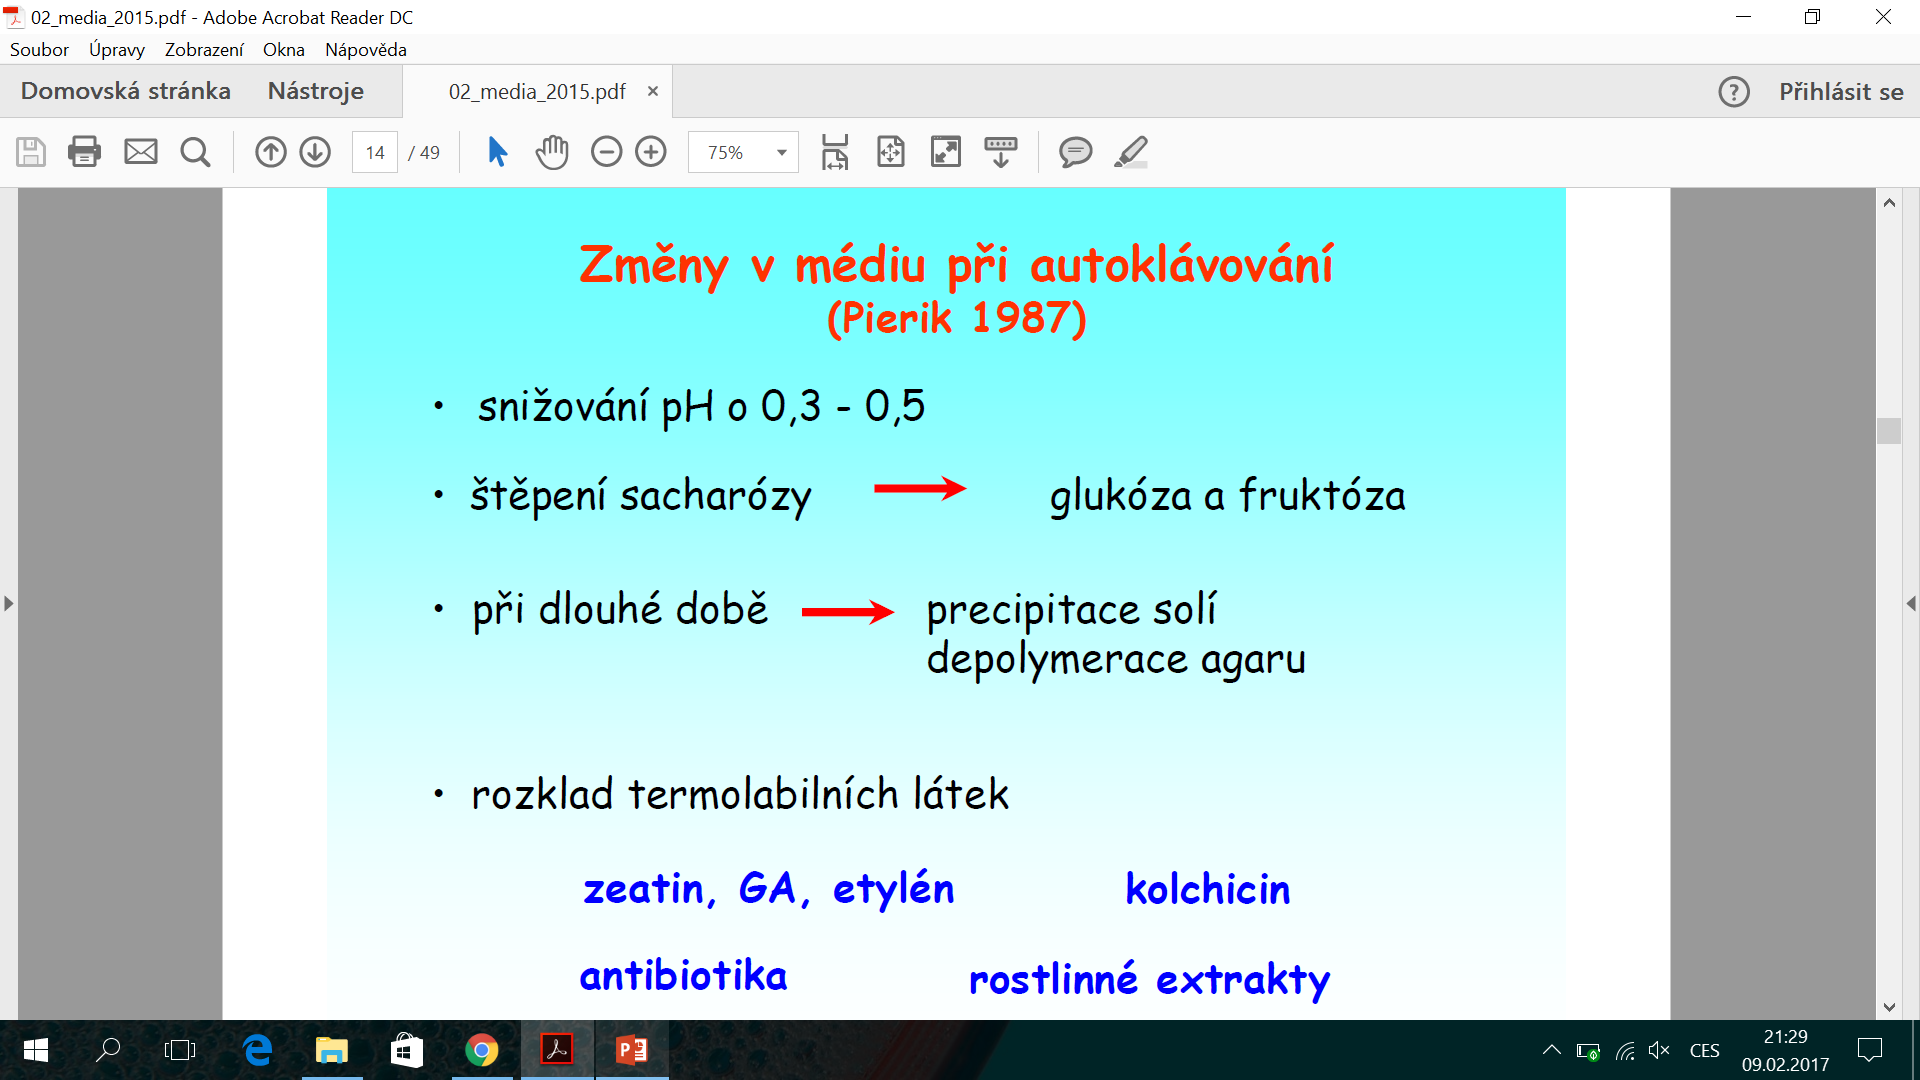 02_media_2015.pdf - Adobe Acrobat Reader DC
Soubor Úpravy Zobrazení Okna Nápověda
Domovská stránka Nástroje 02_media_2015.pdf × ? Přihlásit se
14 / 49 75%
Změny v médiu při autoklávování
(Pierik 1987)
• snižování pH o 0,3 - 0,5
• štěpení sacharózy glukóza a fruktóza
• při dlouhé době precipitace solí
depolymerace agaru
• rozklad termolabilních látek
zeatin, GA, etylén kolchicin
antibiotika rostlinné extrakty
CES 21:29
09.02.2017